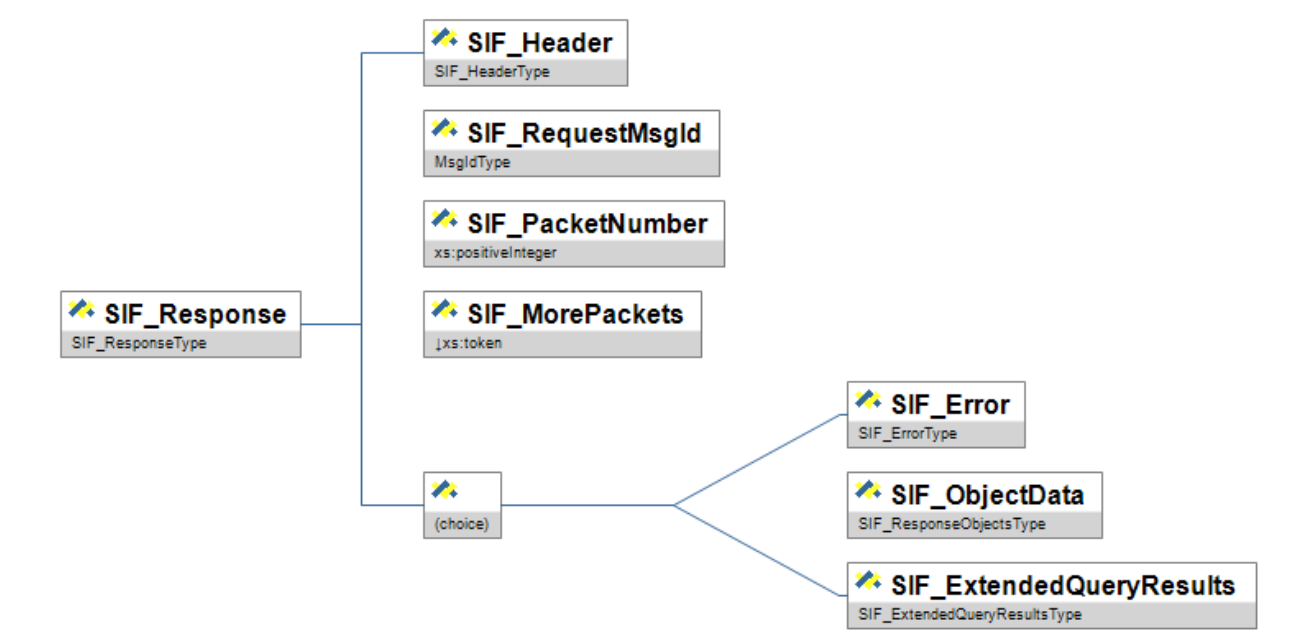 SIF_Header
SIF_HeaderType
SIF_RequestMsgId
MsgIdType
SIF_PacketNumber
xs:positiveInteger
SIF_Response
SIF_ResponseType
SIF_MorePackets
↓xs:token
SIF_Error
SIF_ErrorType
(choice)
SIF_ObjectData
SIF_ResponseObjectsType
SIF_ExtendedQueryResults
SIF_ExtendedQueryResultsType